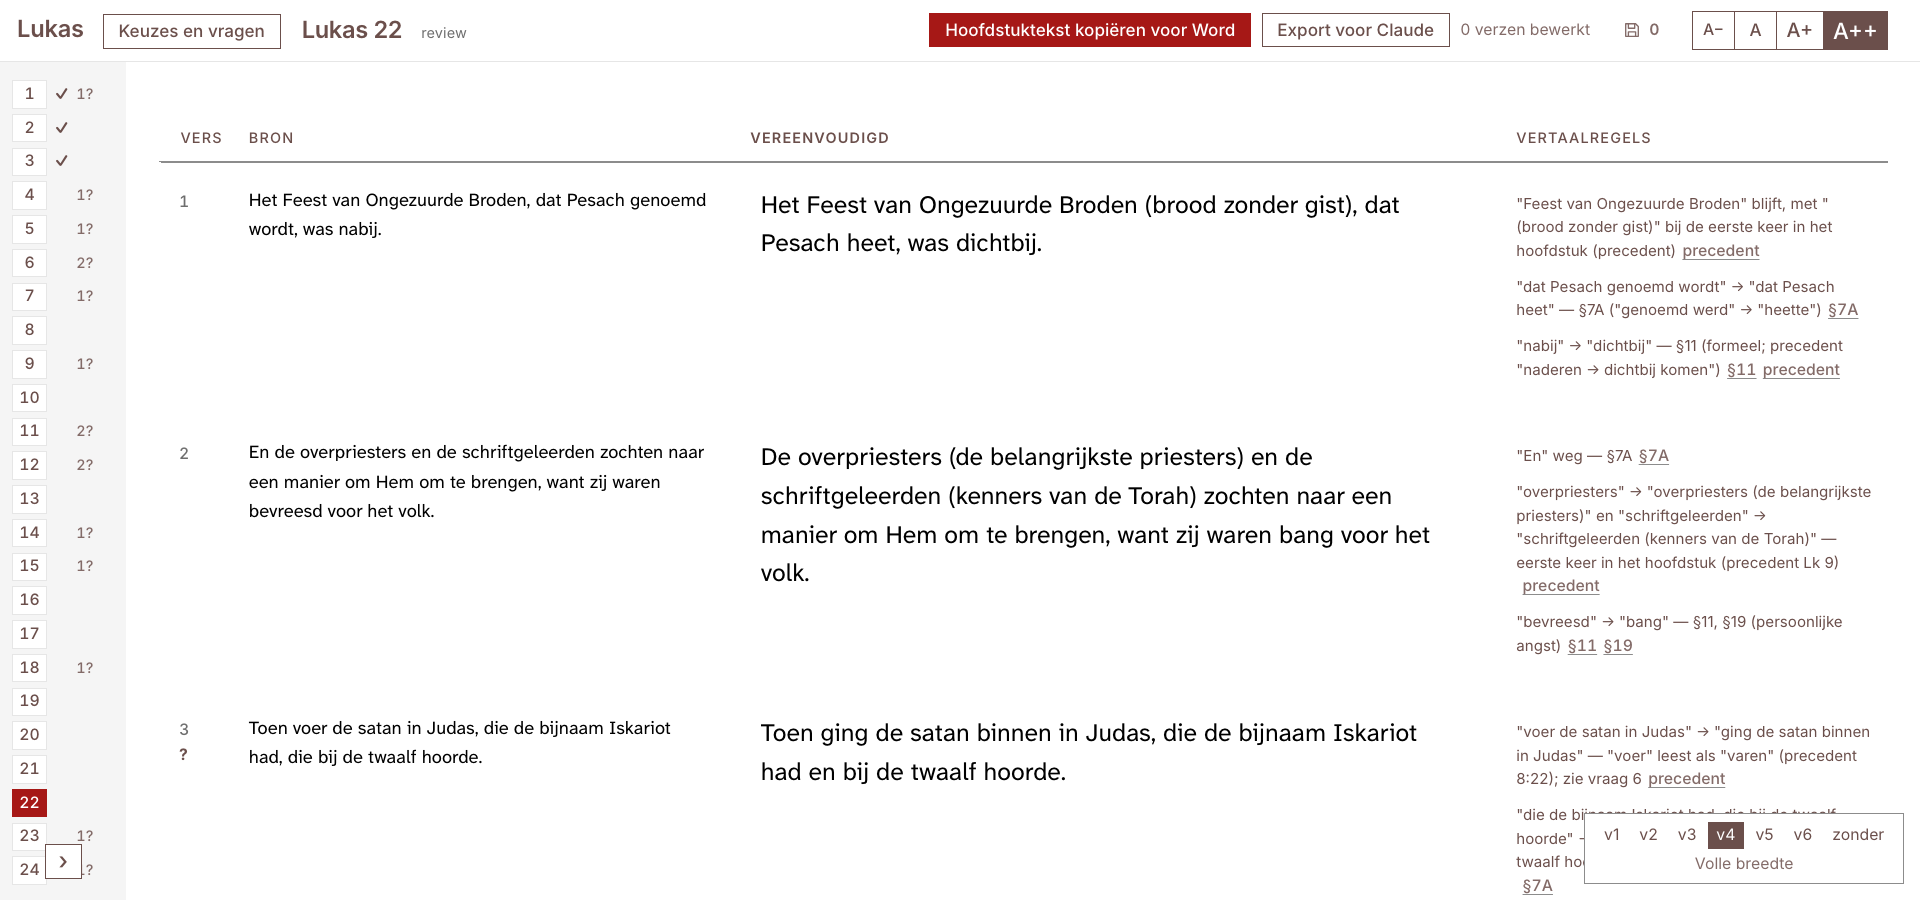 Lukas Keuzes en vragen Lukas 22 review Hoofdstuktekst kopiëren voor Word Export voor Claude 0 verzen bewerkt 0 A− A A+ A++
1 ✓ 1?
2 ✓
3 ✓
4 1?
5 1?
6 2?
7 1?
8
9 1?
10
11 2?
12 2?
13
14 1?
15 1?
16
17
18 1?
19
20
21
22
23 1?
24 1?
VERS BRON VEREENVOUDIGD VERTAALREGELS
1
Het Feest van Ongezuurde Broden, dat Pesach genoemd
wordt, was nabij.
Het Feest van Ongezuurde Broden (brood zonder gist), dat
Pesach heet, was dichtbij.
"Feest van Ongezuurde Broden" blijft, met "
(brood zonder gist)" bij de eerste keer in het
hoofdstuk (precedent) precedent
"dat Pesach genoemd wordt" → "dat Pesach
heet" — §7A ("genoemd werd" → "heette") §7A
"nabij" → "dichtbij" — §11 (formeel; precedent
"naderen → dichtbij komen") §11 precedent
2
En de overpriesters en de schriftgeleerden zochten naar
een manier om Hem om te brengen, want zij waren
bevreesd voor het volk.
De overpriesters (de belangrijkste priesters) en de
schriftgeleerden (kenners van de Torah) zochten naar een
manier om Hem om te brengen, want zij waren bang voor het
volk.
"En" weg — §7A §7A
"overpriesters" → "overpriesters (de belangrijkste
priesters)" en "schriftgeleerden" →
"schriftgeleerden (kenners van de Torah)" —
eerste keer in het hoofdstuk (precedent Lk 9)
precedent
"bevreesd" → "bang" — §11, §19 (persoonlijke
angst) §11 §19
3
?
Toen voer de satan in Judas, die de bijnaam Iskariot
had, die bij de twaalf hoorde.
Toen ging de satan binnen in Judas, die de bijnaam Iskariot
had en bij de twaalf hoorde.
"voer de satan in Judas" → "ging de satan binnen
in Judas" — "voer" leest als "varen" (precedent
8:22); zie vraag 6 precedent
"die de bijnaam Iskariot had, die bij de twaalf
hoorde" -
twaalf
§7A
v1 v2 v3 v4 v5 v6 zonder
Volle breedte